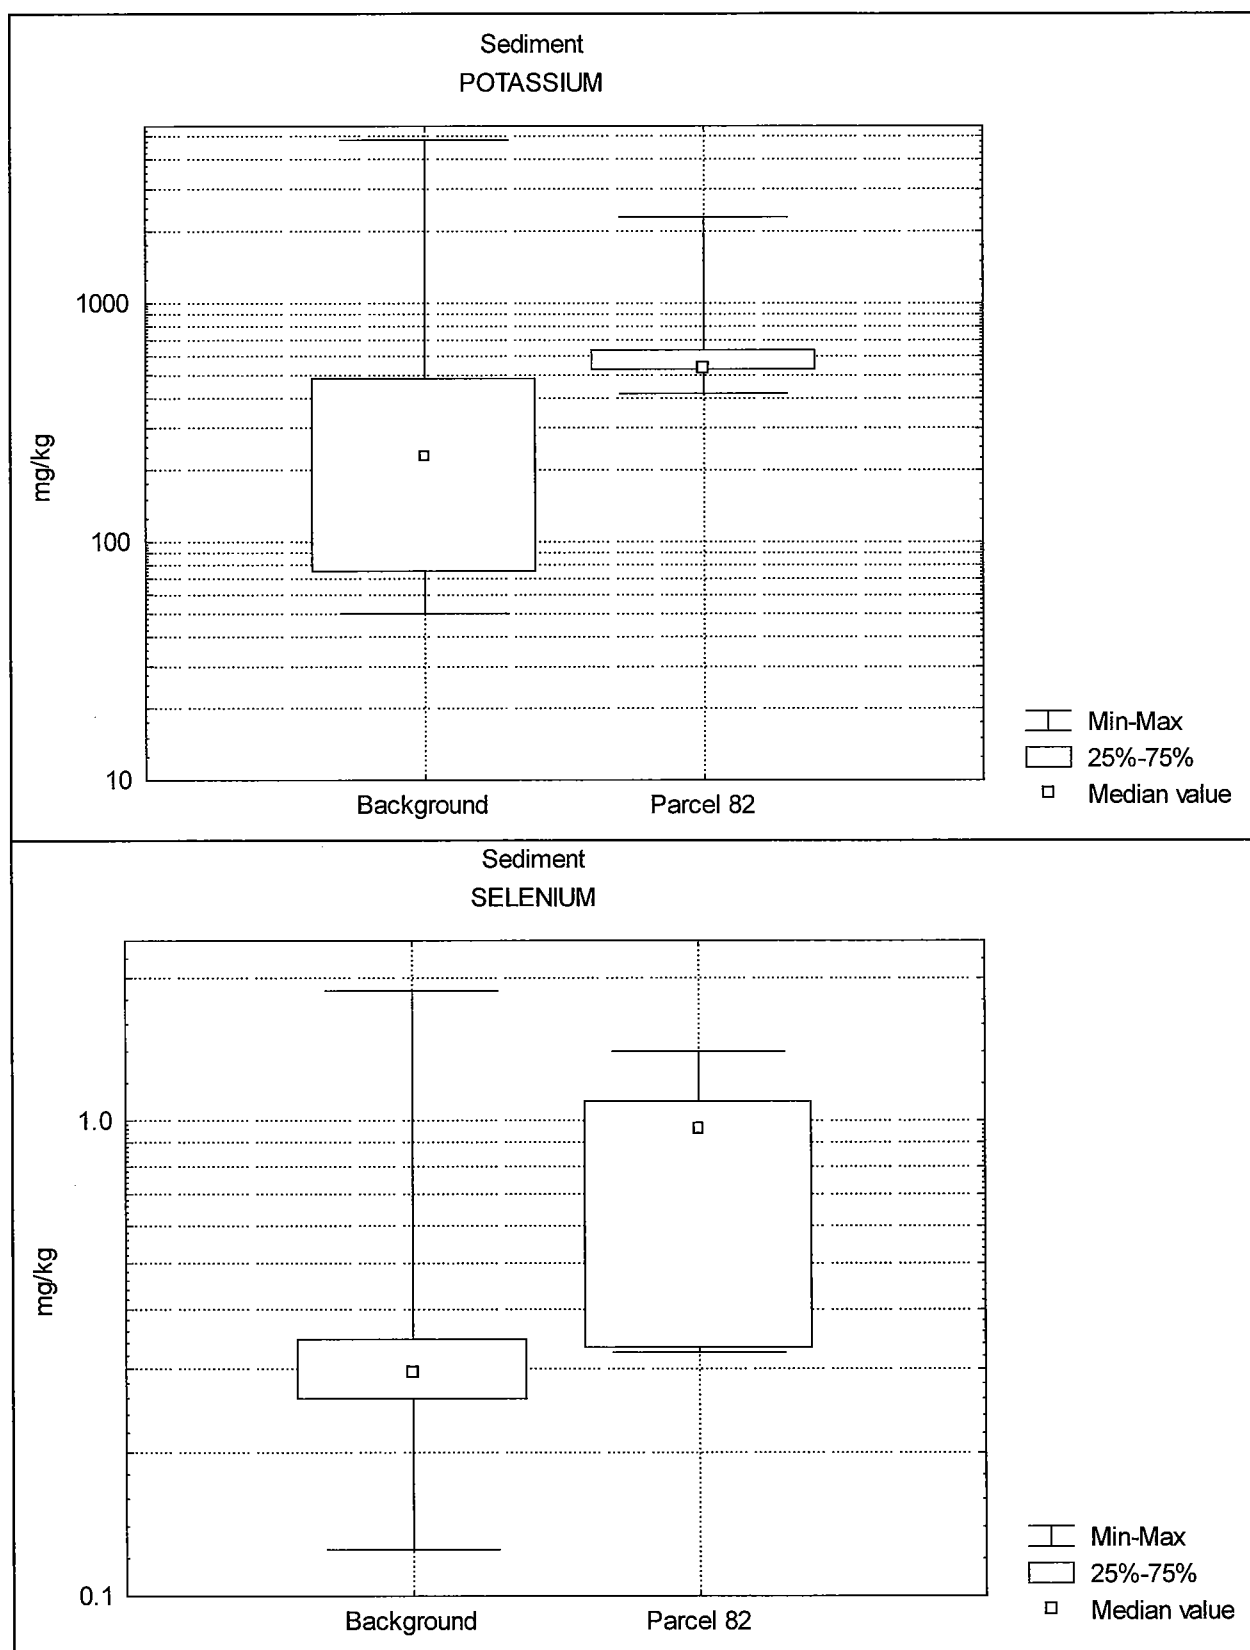 Sediment
POTASSIUM
1000
100
10
mg/kg
Background
Parcel 82
Min-Max
25%-75%
Median value
Sediment
SELENIUM
1.0
0.1
mg/kg
Background
Parcel 82
Min-Max
25%-75%
Median value